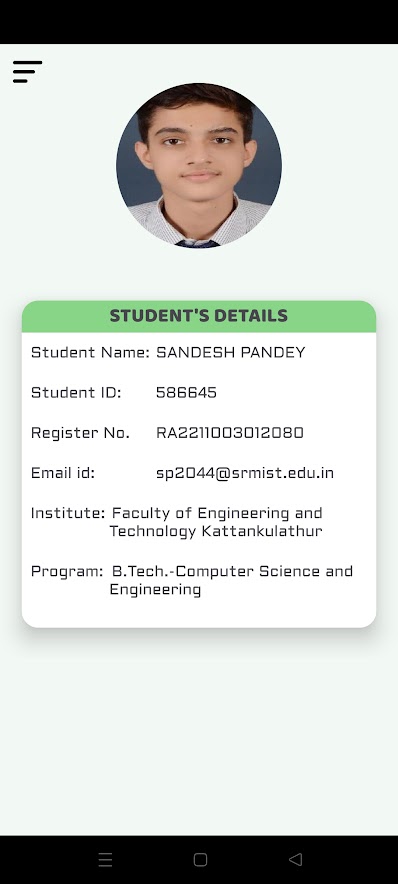 STUDENT'S DETAILS
Student Name: SANDESH PANDEY
Student ID: 586645
Register No. RA2211003012080
Email id: sp2044@srmist.edu.in
Institute: Faculty of Engineering and
Technology Kattankulathur
Program: B.Tech.-Computer Science and
Engineering